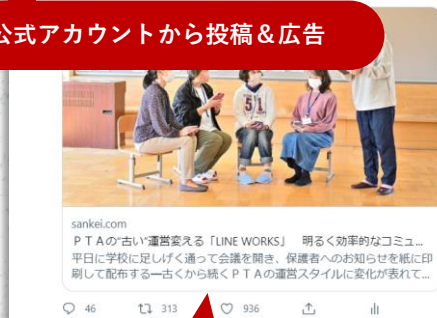 公式アカウントから投稿＆広告
51
sankei.com
ＰＴＡの“古い”運営変える「LINE WORKS」　明るく効率的なコミュ...
平日に学校に足しげく通って会議を開き、保護者へのお知らせを紙に印
刷して配布する―古くから続くＰＴＡの運営スタイルに変化が表れて...
46 313 936